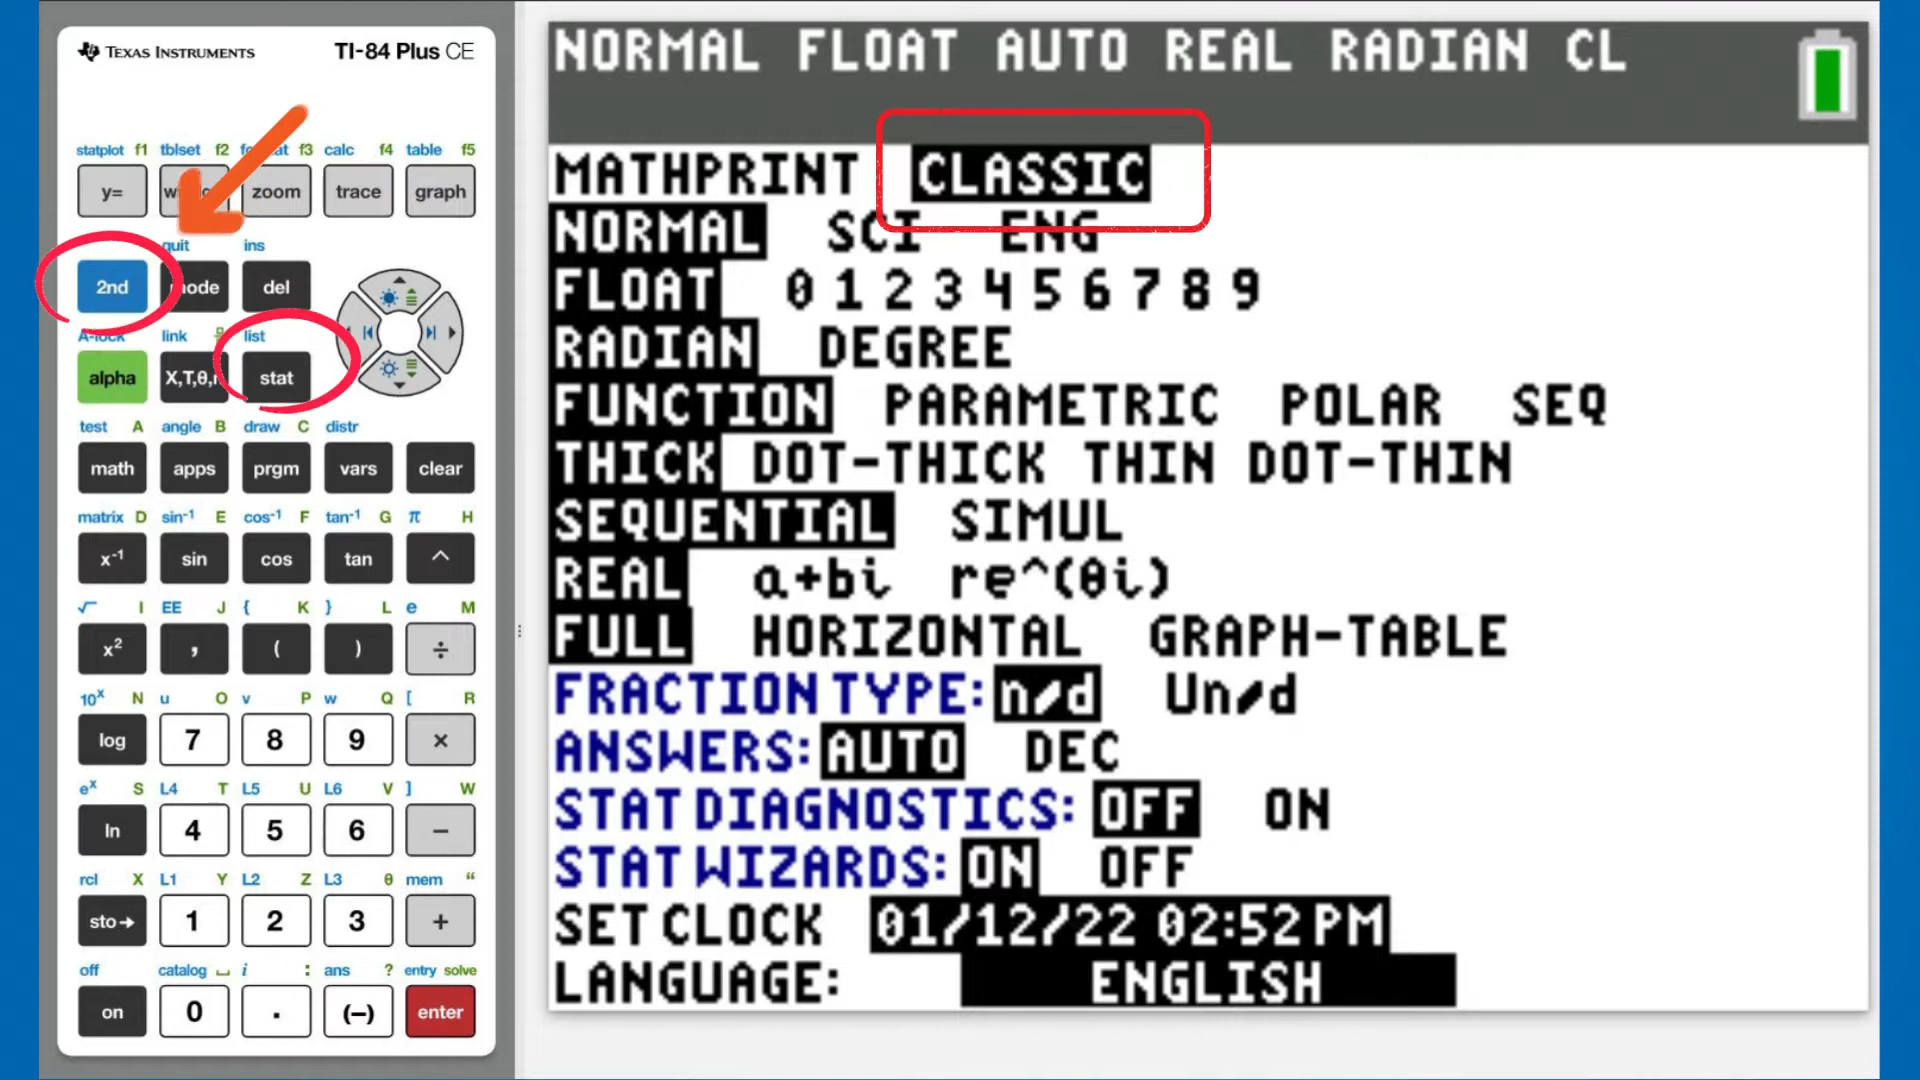 TEXAS INSTRUMENTS TI-84 Plus CE
statplot f1 tblset f2 f3 calc f4 table f5
y= zoom trace graph
quit ins
2nd mode del
A-lock link list
alpha X,T,θ, stat
test A angle B draw C distr
math apps prgm vars clear
matrix D sin⁻¹ E cos⁻¹ F tan⁻¹ G π H
x⁻¹ sin cos tan ^
√ I EE J { K } L e M
x² , ( ) ÷
10ˣ N u O v P w Q [ R
log 7 8 9 ×
eˣ S L4 T L5 U L6 V ] W
ln 4 5 6 −
rcl X L1 Y L2 Z L3 θ mem “
sto→ 1 2 3 +
off catalog ⎵ i : ans ? entry solve
on 0 . (−) enter
NORMAL FLOAT AUTO REAL RADIAN CL
MATHPRINT CLASSIC
NORMAL SCI ENG
FLOAT 0 1 2 3 4 5 6 7 8 9
RADIAN DEGREE
FUNCTION PARAMETRIC POLAR SEQ
THICK DOT-THICK THIN DOT-THIN
SEQUENTIAL SIMUL
REAL a+bi re^(θi)
FULL HORIZONTAL GRAPH-TABLE
FRACTION TYPE: n/d Un/d
ANSWERS: AUTO DEC
STAT DIAGNOSTICS: OFF ON
STAT WIZARDS: ON OFF
SET CLOCK 01/12/22 02:52 PM
LANGUAGE: ENGLISH